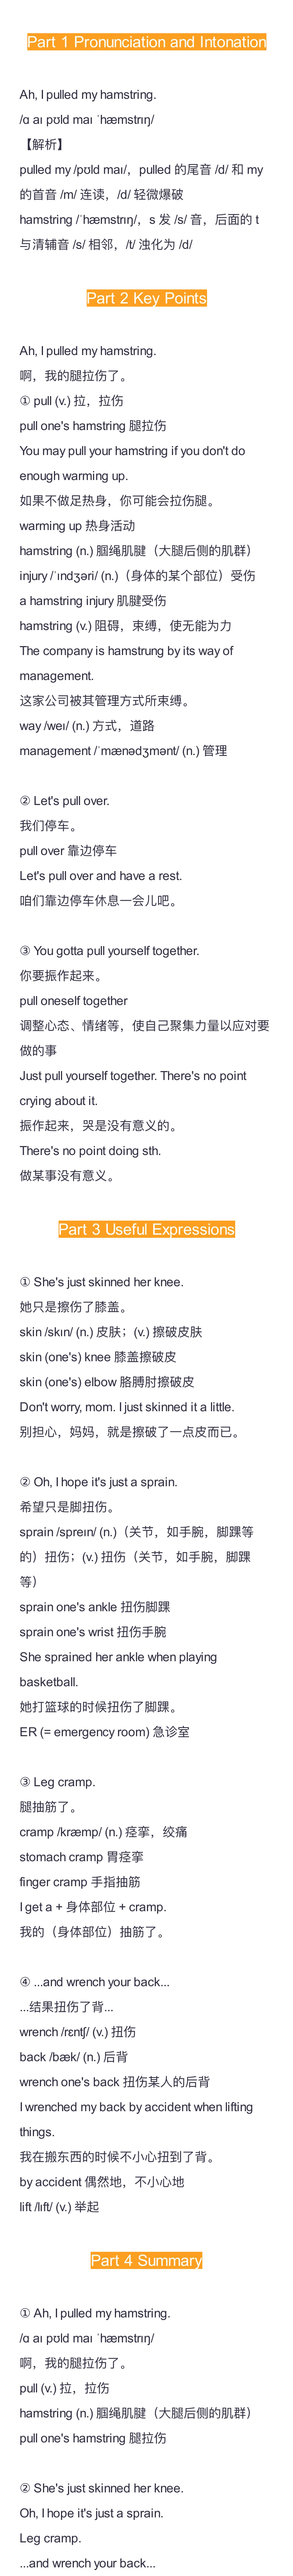 Part 1 Pronunciation and Intonation
Ah, I pulled my hamstring.
/ɑ aɪ pʊld maɪ ˈhæmstrɪŋ/
【解析】
pulled my /pʊld maɪ/，pulled 的尾音 /d/ 和 my
的首音 /m/ 连读，/d/ 轻微爆破
hamstring /ˈhæmstrɪŋ/，s 发 /s/ 音，后面的 t
与清辅音 /s/ 相邻，/t/ 浊化为 /d/
Part 2 Key Points
Ah, I pulled my hamstring.
啊，我的腿拉伤了。
① pull (v.) 拉，拉伤
pull one's hamstring 腿拉伤
You may pull your hamstring if you don't do
enough warming up.
如果不做足热身，你可能会拉伤腿。
warming up 热身活动
hamstring (n.) 腘绳肌腱（大腿后侧的肌群）
injury /ˈɪndʒəri/ (n.)（身体的某个部位）受伤
a hamstring injury 肌腱受伤
hamstring (v.) 阻碍，束缚，使无能为力
The company is hamstrung by its way of
management.
这家公司被其管理方式所束缚。
way /weɪ/ (n.) 方式，道路
management /ˈmænədʒmənt/ (n.) 管理
② Let's pull over.
我们停车。
pull over 靠边停车
Let's pull over and have a rest.
咱们靠边停车休息一会儿吧。
③ You gotta pull yourself together.
你要振作起来。
pull oneself together
调整心态、情绪等，使自己聚集力量以应对要
做的事
Just pull yourself together. There's no point
crying about it.
振作起来，哭是没有意义的。
There's no point doing sth.
做某事没有意义。
Part 3 Useful Expressions
① She's just skinned her knee.
她只是擦伤了膝盖。
skin /skɪn/ (n.) 皮肤；(v.) 擦破皮肤
skin (one's) knee 膝盖擦破皮
skin (one's) elbow 胳膊肘擦破皮
Don't worry, mom. I just skinned it a little.
别担心，妈妈，就是擦破了一点皮而已。
② Oh, I hope it's just a sprain.
希望只是脚扭伤。
sprain /spreɪn/ (n.)（关节，如手腕，脚踝等
的）扭伤；(v.) 扭伤（关节，如手腕，脚踝
等）
sprain one's ankle 扭伤脚踝
sprain one's wrist 扭伤手腕
She sprained her ankle when playing
basketball.
她打篮球的时候扭伤了脚踝。
ER (= emergency room) 急诊室
③ Leg cramp.
腿抽筋了。
cramp /kræmp/ (n.) 痉挛，绞痛
stomach cramp 胃痉挛
finger cramp 手指抽筋
I get a + 身体部位 + cramp.
我的（身体部位）抽筋了。
④ ...and wrench your back...
...结果扭伤了背...
wrench /rɛntʃ/ (v.) 扭伤
back /bæk/ (n.) 后背
wrench one's back 扭伤某人的后背
I wrenched my back by accident when lifting
things.
我在搬东西的时候不小心扭到了背。
by accident 偶然地，不小心地
lift /lɪft/ (v.) 举起
Part 4 Summary
① Ah, I pulled my hamstring.
/ɑ aɪ pʊld maɪ ˈhæmstrɪŋ/
啊，我的腿拉伤了。
pull (v.) 拉，拉伤
hamstring (n.) 腘绳肌腱（大腿后侧的肌群）
pull one's hamstring 腿拉伤
② She's just skinned her knee.
Oh, I hope it's just a sprain.
Leg cramp.
...and wrench your back...